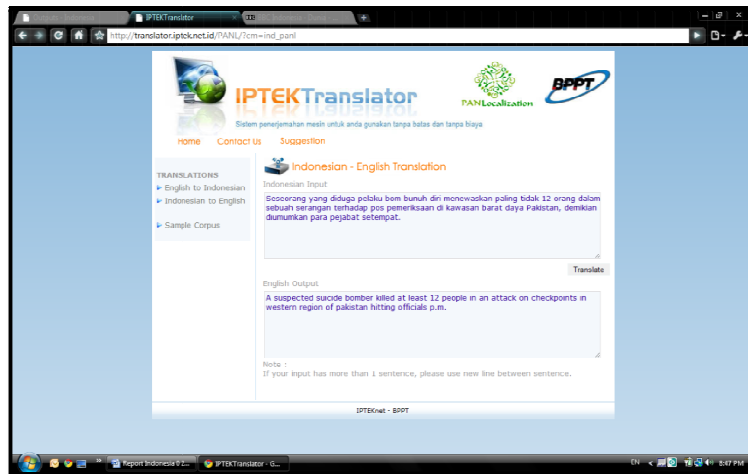 IPTEKTranslator
http://translator.iptek.net.id/PANL/?cm=ind_panl
IPTEKTranslator
PANLocalization
BPPT
Sistem penerjemahan mesin untuk anda gunakan tanpa batas dan tanpa biaya
Home Contact Us Suggestion
TRANSLATIONS
English to Indonesian
Indonesian to English
Sample Corpus
Indonesian - English Translation
Indonesian Input
Seseorang yang diduga pelaku bom bunuh diri menewaskan paling tidak 12 orang dalam
sebuah serangan terhadap pos pemeriksaan di kawasan barat daya Pakistan, demikian
diumumkan para pejabat setempat.
Translate
English Output
A suspected suicide bomber killed at least 12 people in an attack on checkpoints in
western region of pakistan hitting officials p.m.
Note :
If your input has more than 1 sentence, please use new line between sentence.
IPTEKnet - BPPT
Report Indonesia 0 2...
IPTEKTranslator - G...
EN
8:47 PM